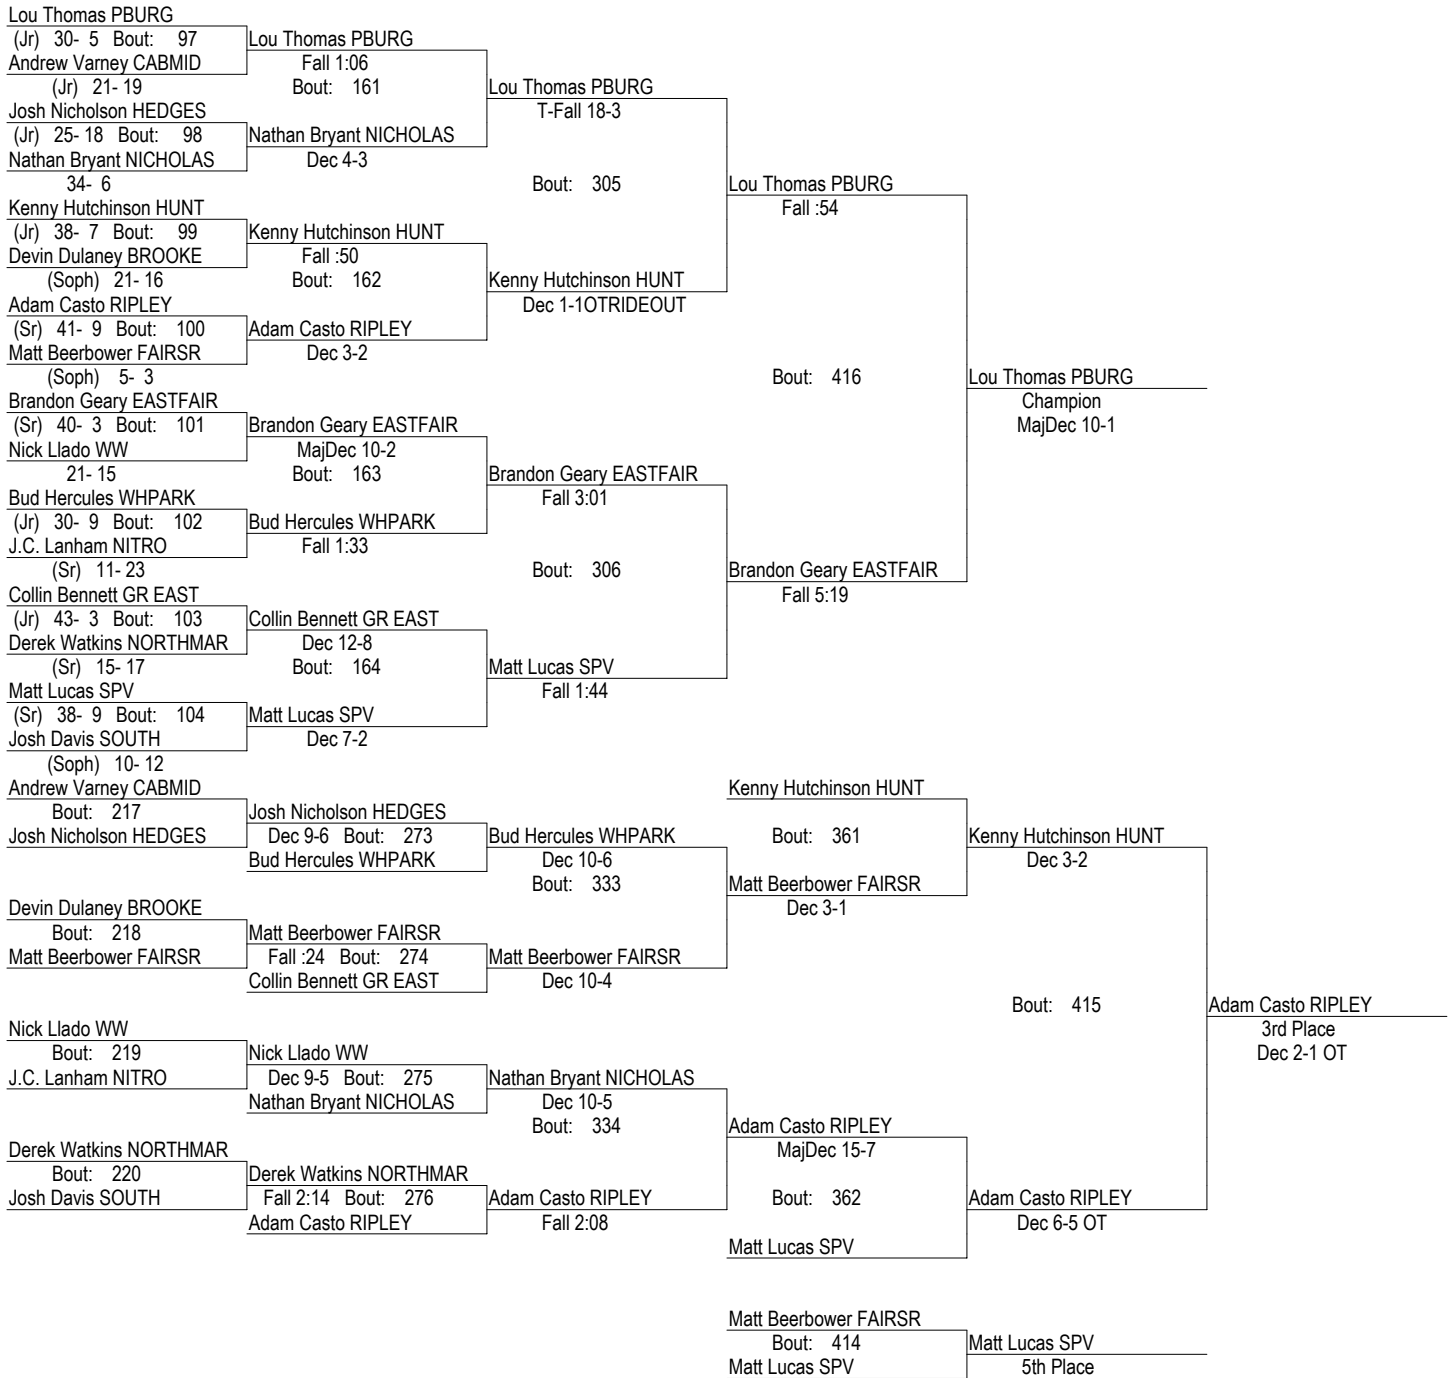 Lou Thomas PBURG
(Jr) 30- 5 Bout: 97 Lou Thomas PBURG
Andrew Varney CABMID Fall 1:06
(Jr) 21- 19 Bout: 161 Lou Thomas PBURG
Josh Nicholson HEDGES T-Fall 18-3
(Jr) 25- 18 Bout: 98 Nathan Bryant NICHOLAS
Nathan Bryant NICHOLAS Dec 4-3
34- 6 Bout: 305 Lou Thomas PBURG
Kenny Hutchinson HUNT Fall :54
(Jr) 38- 7 Bout: 99 Kenny Hutchinson HUNT
Devin Dulaney BROOKE Fall :50
(Soph) 21- 16 Bout: 162 Kenny Hutchinson HUNT
Adam Casto RIPLEY Dec 1-1OTRIDEOUT
(Sr) 41- 9 Bout: 100 Adam Casto RIPLEY
Matt Beerbower FAIRSR Dec 3-2
(Soph) 5- 3 Bout: 416 Lou Thomas PBURG
Brandon Geary EASTFAIR Champion
(Sr) 40- 3 Bout: 101 Brandon Geary EASTFAIR MajDec 10-1
Nick Llado WW MajDec 10-2
21- 15 Bout: 163 Brandon Geary EASTFAIR
Bud Hercules WHPARK Fall 3:01
(Jr) 30- 9 Bout: 102 Bud Hercules WHPARK
J.C. Lanham NITRO Fall 1:33
(Sr) 11- 23 Bout: 306 Brandon Geary EASTFAIR
Collin Bennett GR EAST Fall 5:19
(Jr) 43- 3 Bout: 103 Collin Bennett GR EAST
Derek Watkins NORTHMAR Dec 12-8
(Sr) 15- 17 Bout: 164 Matt Lucas SPV
Matt Lucas SPV Fall 1:44
(Sr) 38- 9 Bout: 104 Matt Lucas SPV
Josh Davis SOUTH Dec 7-2
(Soph) 10- 12
Andrew Varney CABMID Kenny Hutchinson HUNT
Bout: 217 Josh Nicholson HEDGES
Josh Nicholson HEDGES Dec 9-6 Bout: 273 Bud Hercules WHPARK Bout: 361 Kenny Hutchinson HUNT
Bud Hercules WHPARK Dec 10-6 Dec 3-2
Bout: 333 Matt Beerbower FAIRSR
Devin Dulaney BROOKE Dec 3-1
Bout: 218 Matt Beerbower FAIRSR
Matt Beerbower FAIRSR Fall :24 Bout: 274 Matt Beerbower FAIRSR
Collin Bennett GR EAST Dec 10-4
Bout: 415 Adam Casto RIPLEY
Nick Llado WW 3rd Place
Bout: 219 Nick Llado WW Dec 2-1 OT
J.C. Lanham NITRO Dec 9-5 Bout: 275 Nathan Bryant NICHOLAS
Nathan Bryant NICHOLAS Dec 10-5
Bout: 334 Adam Casto RIPLEY
Derek Watkins NORTHMAR MajDec 15-7
Bout: 220 Derek Watkins NORTHMAR
Josh Davis SOUTH Fall 2:14 Bout: 276 Adam Casto RIPLEY Bout: 362 Adam Casto RIPLEY
Adam Casto RIPLEY Fall 2:08 Dec 6-5 OT
Matt Lucas SPV
Matt Beerbower FAIRSR
Bout: 414 Matt Lucas SPV
Matt Lucas SPV 5th Place